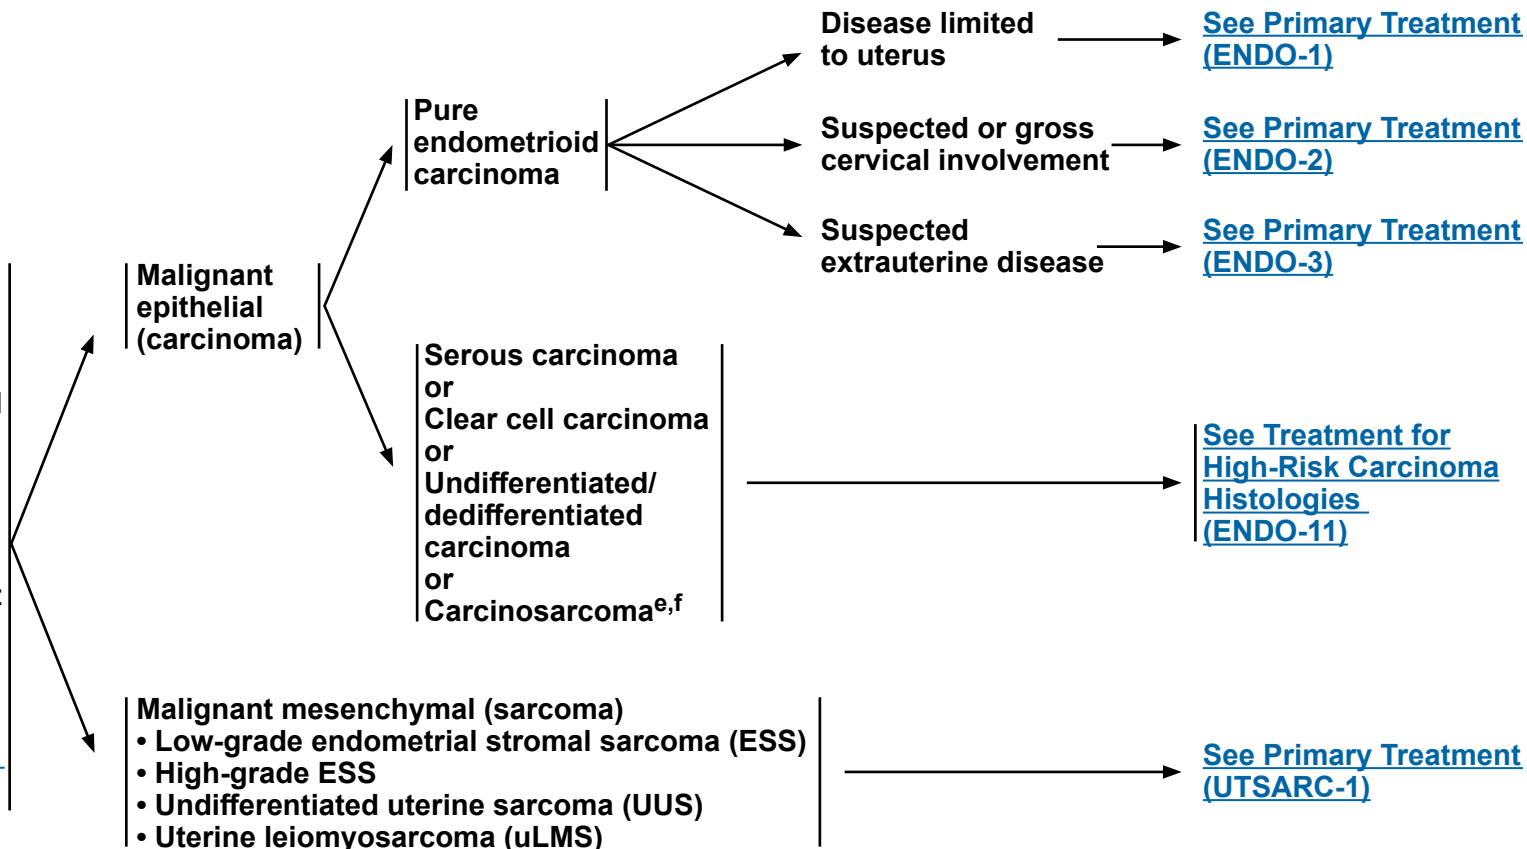 Disease limited
to uterus
See Primary Treatment
(ENDO-1)
Pure
endometrioid
carcinoma
Suspected or gross
cervical involvement
See Primary Treatment
(ENDO-2)
Suspected
extrauterine disease
See Primary Treatment
(ENDO-3)
Malignant
epithelial
(carcinoma)
Serous carcinoma
or
Clear cell carcinoma
or
Undifferentiated/
dedifferentiated
carcinoma
or
Carcinosarcomae,f
See Treatment for
High-Risk Carcinoma
Histologies
(ENDO-11)
Malignant mesenchymal (sarcoma)
• Low-grade endometrial stromal sarcoma (ESS)
• High-grade ESS
• Undifferentiated uterine sarcoma (UUS)
• Uterine leiomyosarcoma (uLMS)
See Primary Treatment
(UTSARC-1)